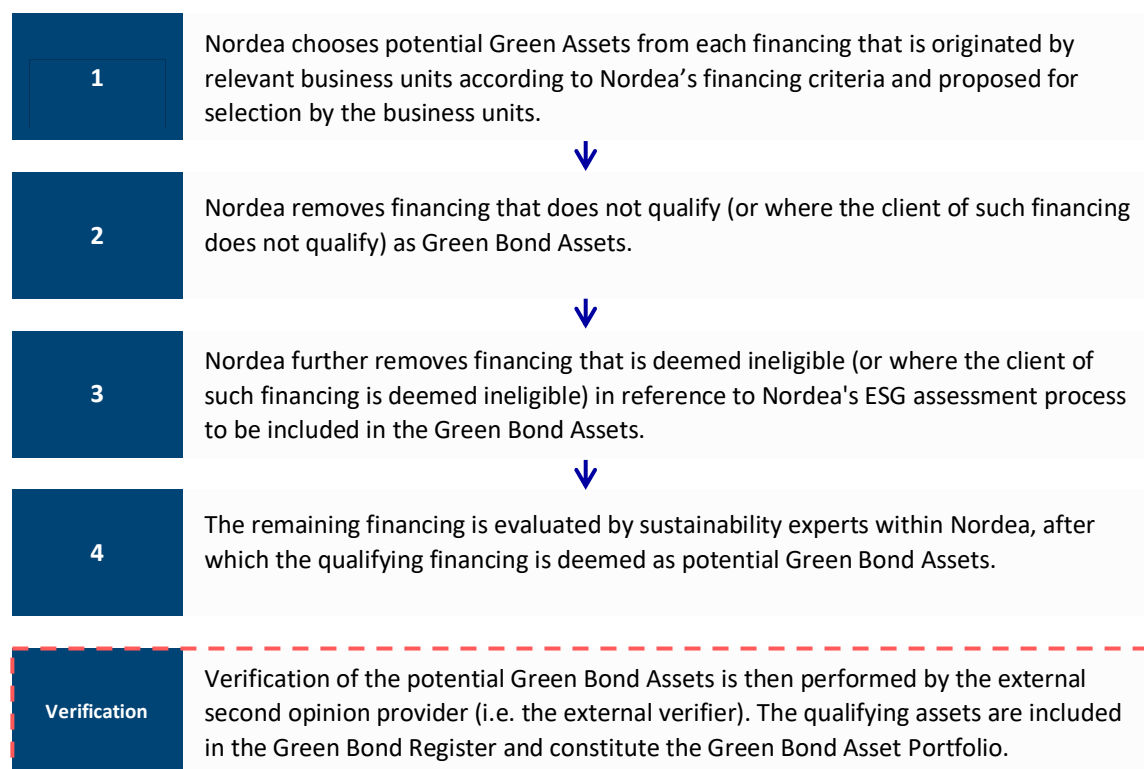 1
Nordea chooses potential Green Assets from each financing that is originated by
relevant business units according to Nordea’s financing criteria and proposed for
selection by the business units.
2
Nordea removes financing that does not qualify (or where the client of such financing
does not qualify) as Green Bond Assets.
3
Nordea further removes financing that is deemed ineligible (or where the client of
such financing is deemed ineligible) in reference to Nordea's ESG assessment process
to be included in the Green Bond Assets.
4
The remaining financing is evaluated by sustainability experts within Nordea, after
which the qualifying financing is deemed as potential Green Bond Assets.
Verification
Verification of the potential Green Bond Assets is then performed by the external
second opinion provider (i.e. the external verifier). The qualifying assets are included
in the Green Bond Register and constitute the Green Bond Asset Portfolio.